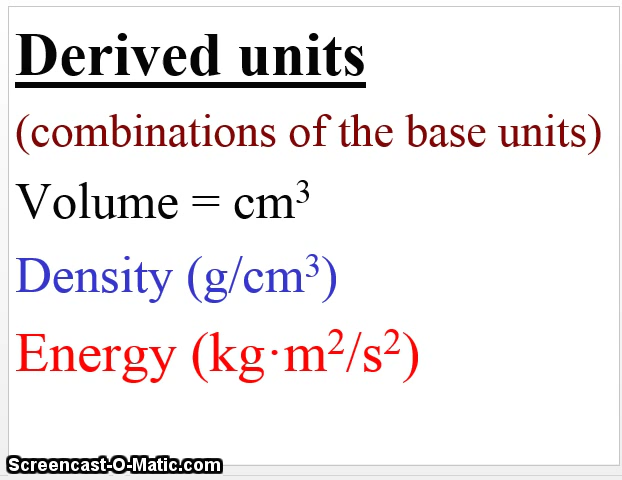 Derived units
(combinations of the base units)
Volume = cm³
Density (g/cm³)
Energy (kg·m²/s²)
Screencast-O-Matic.com